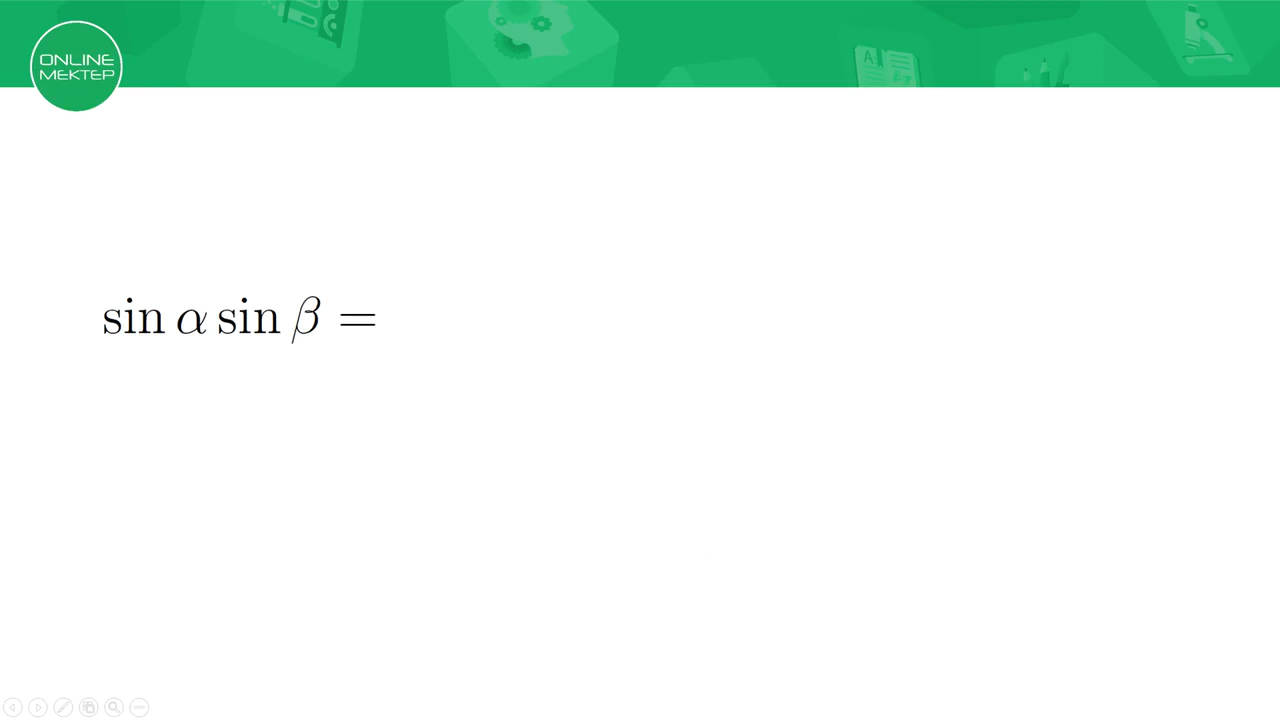 ONLINE
MEKTEP
sin α sin β =